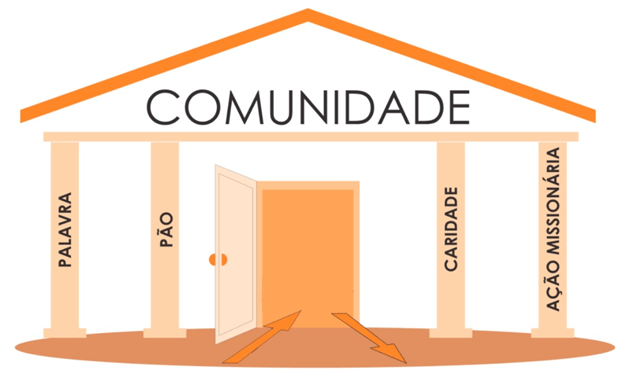 COMUNIDADE
PALAVRA
PÃO
CARIDADE
AÇÃO MISSIONÁRIA